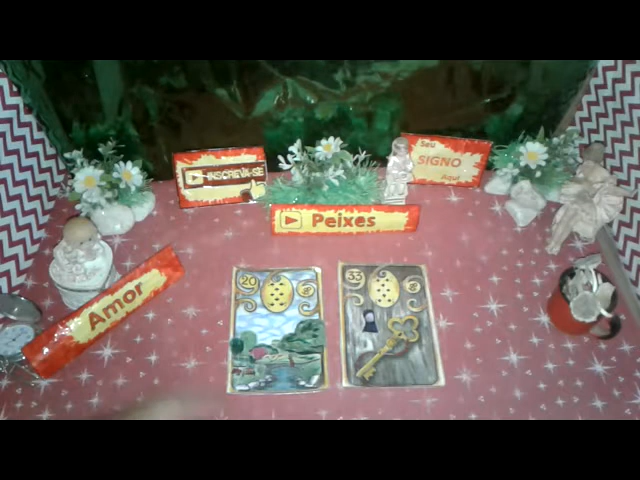 INSCREVA-SE
Seu
SIGNO
Aqui
Peixes
Amor
20
33